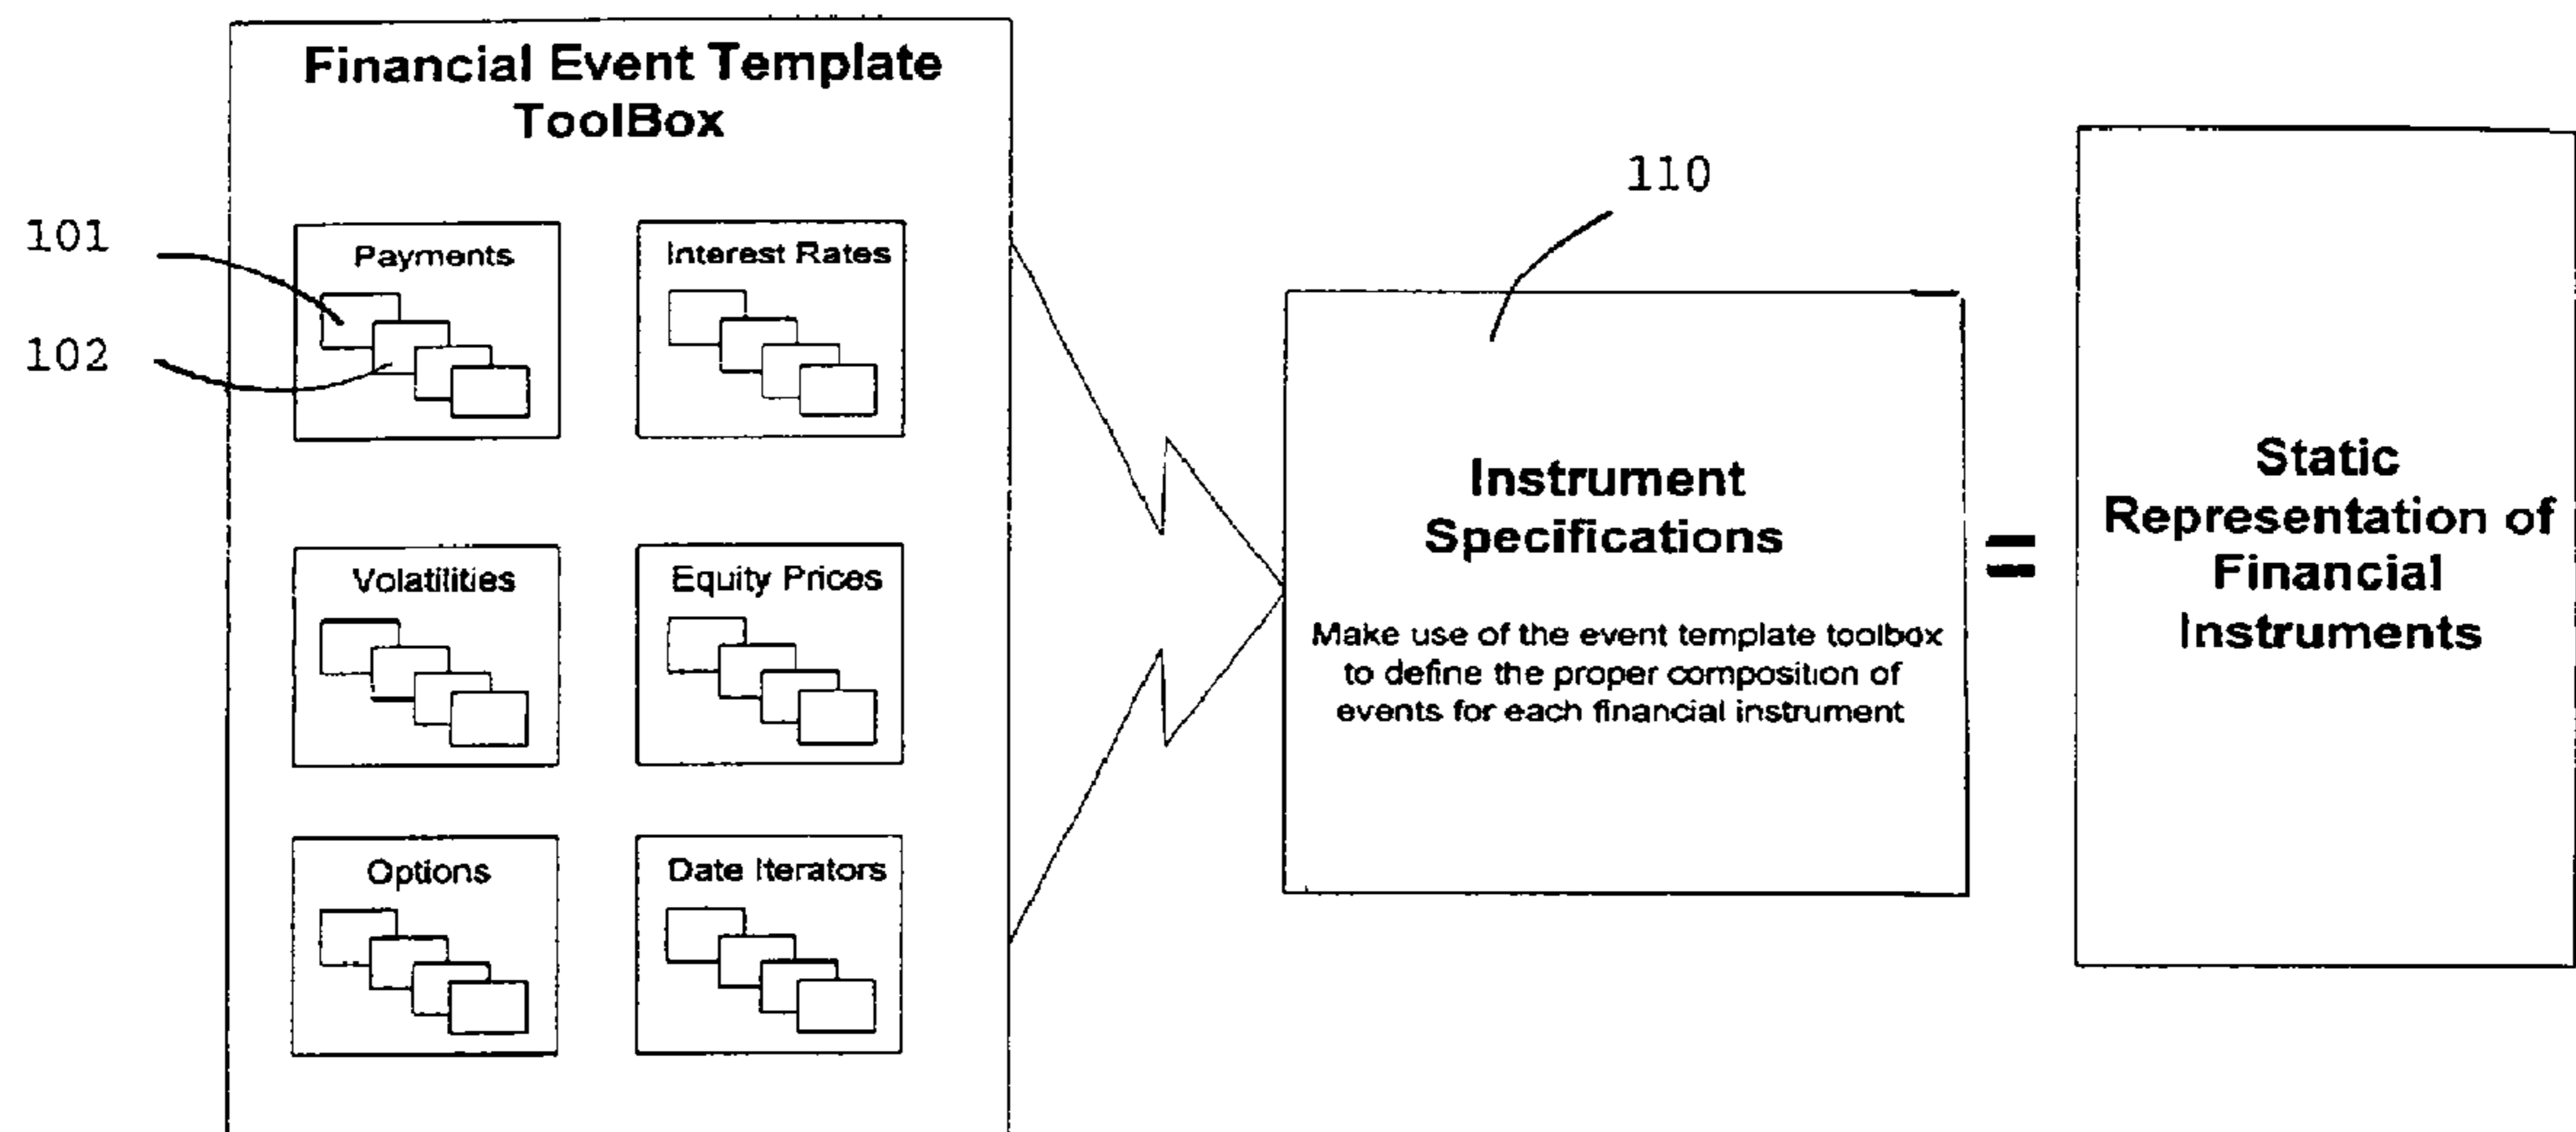 Financial Event Template
ToolBox
101
102
Payments
Interest Rates
Volatilities
Equity Prices
Options
Date Iterators
110
Instrument
Specifications
Make use of the event template toolbox
to define the proper composition of
events for each financial instrument
=
Static
Representation of
Financial
Instruments